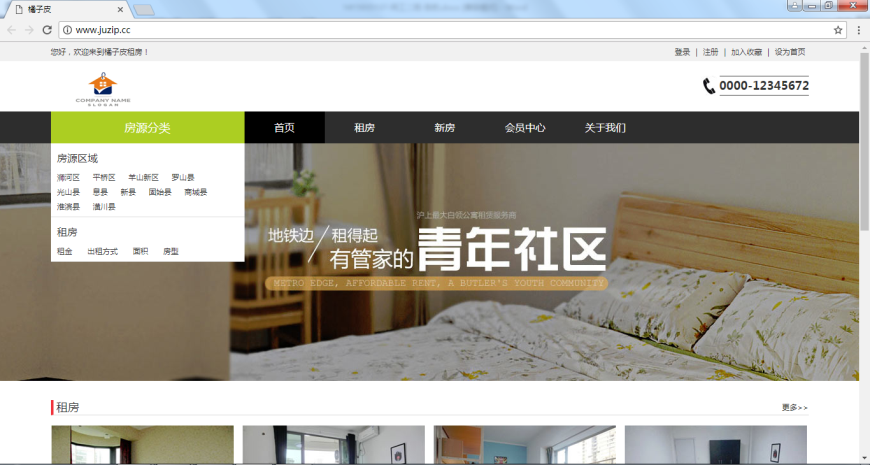 橘子皮
www.juzip.cc
您好，欢迎来到橘子皮租房！
登录 | 注册 | 加入收藏 | 设为首页
COMPANY NAME
SLOGAN
0000-12345672
房源分类 首页 租房 新房 会员中心 关于我们
房源区域
浉河区 平桥区 羊山新区 罗山县
光山县 息县 新县 固始县 商城县
淮滨县 潢川县
租房
租金 出租方式 面积 房型
沪上最大白领公寓租赁服务商
地铁边/租得起
/有管家的青年社区
METRO EDGE, AFFORDABLE RENT, A BUTLER'S YOUTH COMMUNITY
租房 更多>>